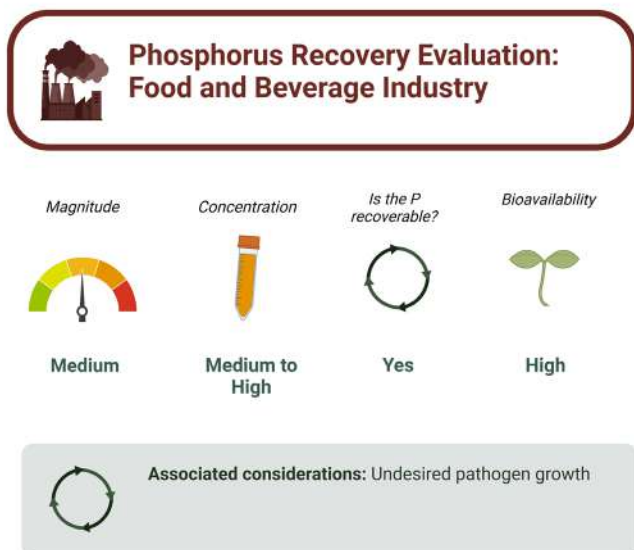 Phosphorus Recovery Evaluation:
Food and Beverage Industry
Magnitude
Concentration
Is the P
recoverable?
Bioavailability
Medium
Medium to
High
Yes
High
Associated considerations: Undesired pathogen growth